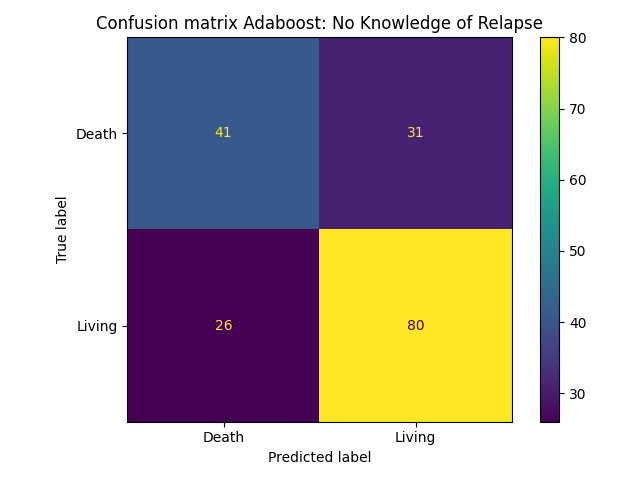 Confusion matrix Adaboost: No Knowledge of Relapse
80
70
60
50
40
30
True label
Death
Living
41
31
26
80
Death
Living
Predicted label